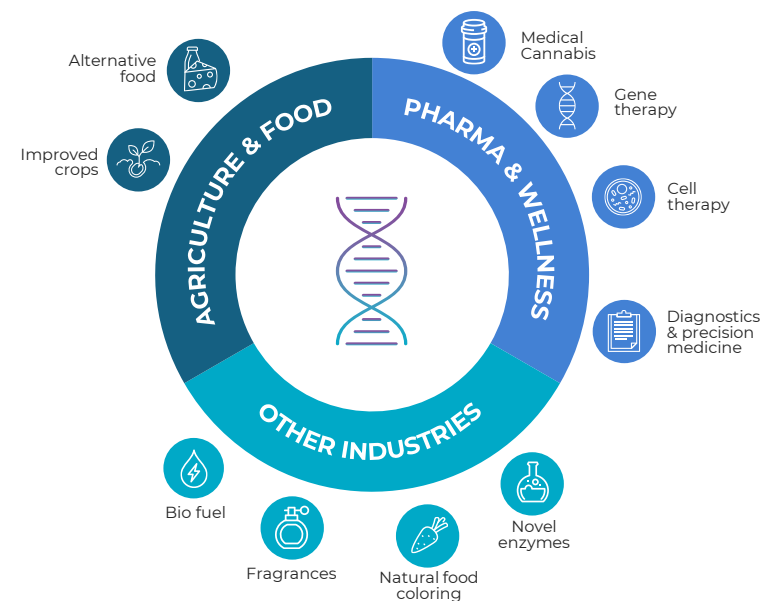 Alternative
food
Improved
crops
AGRICULTURE & FOOD
PHARMA & WELLNESS
Medical
Cannabis
Gene
therapy
Cell
therapy
Diagnostics
& precision
medicine
OTHER INDUSTRIES
Bio fuel
Fragrances
Natural food
coloring
Novel
enzymes